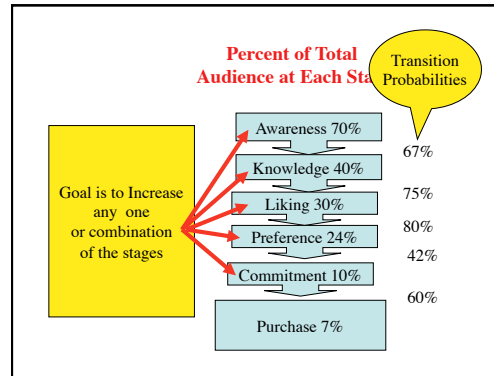 Percent of Total
Audience at Each Sta
Transition
Probabilities
Awareness 70%
67%
Knowledge 40%
75%
Goal is to Increase
any one
or combination
of the stages
Liking 30%
80%
Preference 24%
42%
Commitment 10%
60%
Purchase 7%